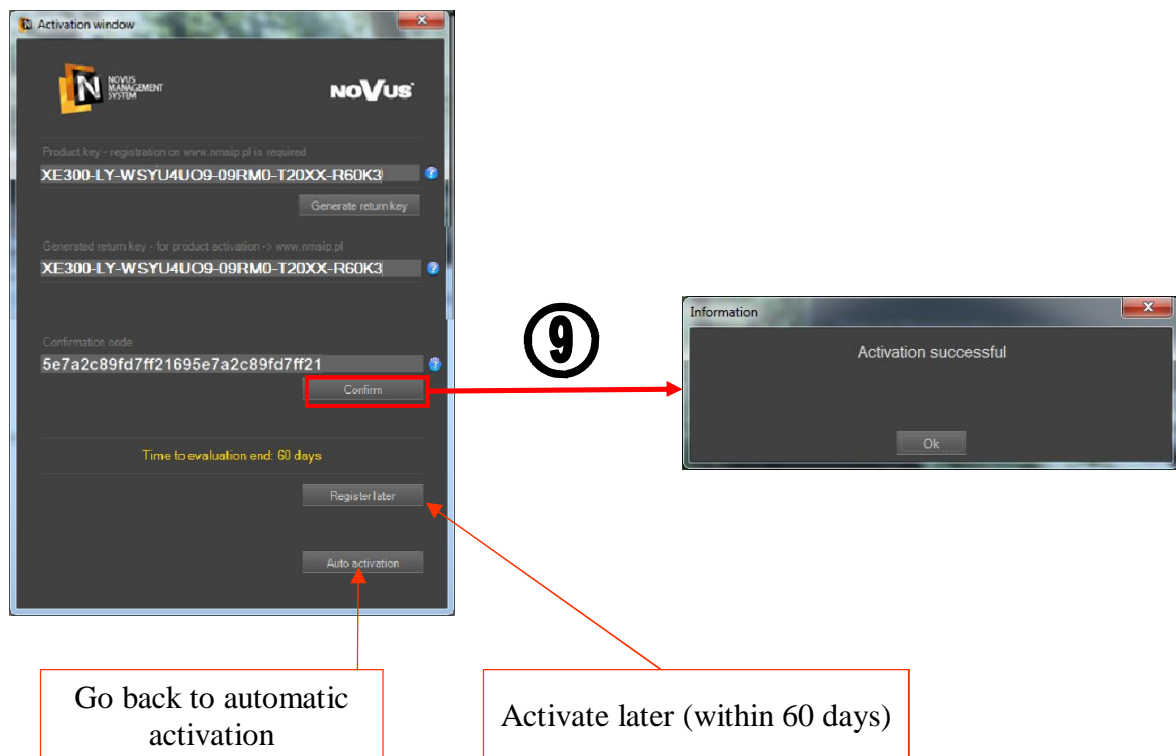 Activation window
NOVUS
MANAGEMENT
SYSTEM
NOVUS
Product key - registration on www.nmsip.pl is required
XE300-LY-WSYU4UO9-09RM0-T20XX-R60K3
Generate return key
Generated return key - for product activation -> www.nmsip.pl
XE300-LY-WSYU4UO9-09RM0-T20XX-R60K3
Confirmation code
5e7a2c89fd7ff21695e7a2c89fd7ff21
Confirm
Time to evaluation end: 60 days
Register later
Auto activation
9
Information
Activation successful
Ok
Go back to automatic
activation
Activate later (within 60 days)